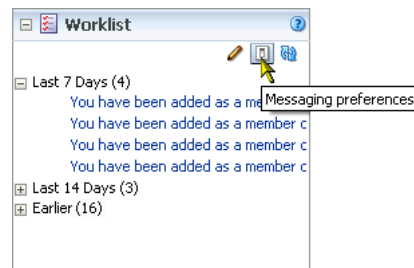 Worklist
Last 7 Days (4)
You have been added as a me
Messaging preferences
You have been added as a member c
You have been added as a member c
You have been added as a member c
Last 14 Days (3)
Earlier (16)